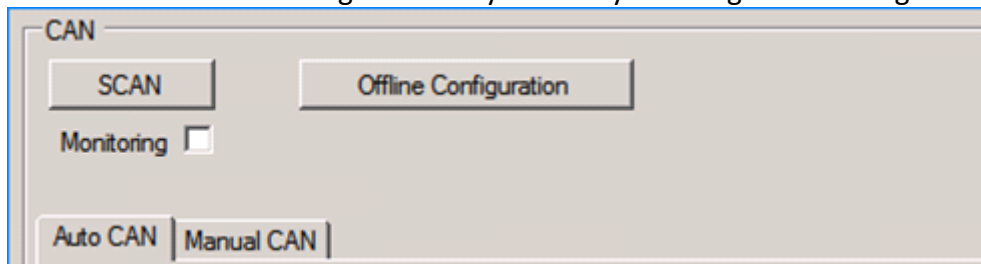 CAN
SCAN Offline Configuration
Monitoring
Auto CAN Manual CAN